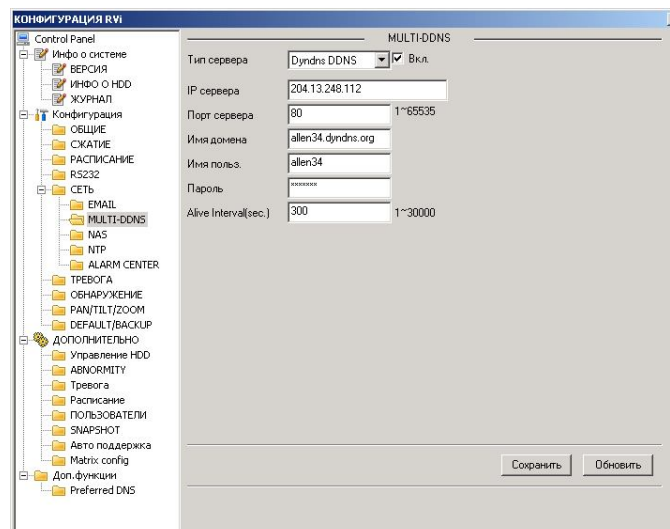 КОНФИГУРАЦИЯ RVi
Control Panel
Инфо о системе
ВЕРСИЯ
ИНФО О HDD
ЖУРНАЛ
Конфигурация
ОБЩИЕ
СЖАТИЕ
РАСПИСАНИЕ
RS232
СЕТЬ
EMAIL
MULTI-DDNS
NAS
NTP
ALARM CENTER
ТРЕВОГА
ОБНАРУЖЕНИЕ
PAN/TILT/ZOOM
DEFAULT/BACKUP
ДОПОЛНИТЕЛЬНО
Управление HDD
ABNORMITY
Тревога
Расписание
ПОЛЬЗОВАТЕЛИ
SNAPSHOT
Авто поддержка
Matrix config
Доп.функции
Preferred DNS
MULTI-DDNS
Тип сервера Dyndns DDNS Вкл.
IP сервера 204.13.248.112
Порт сервера 80 1~65535
Имя домена allen34.dyndns.org
Имя польз. allen34
Пароль *******
Alive Interval(sec.) 300 1~30000
Сохранить Обновить